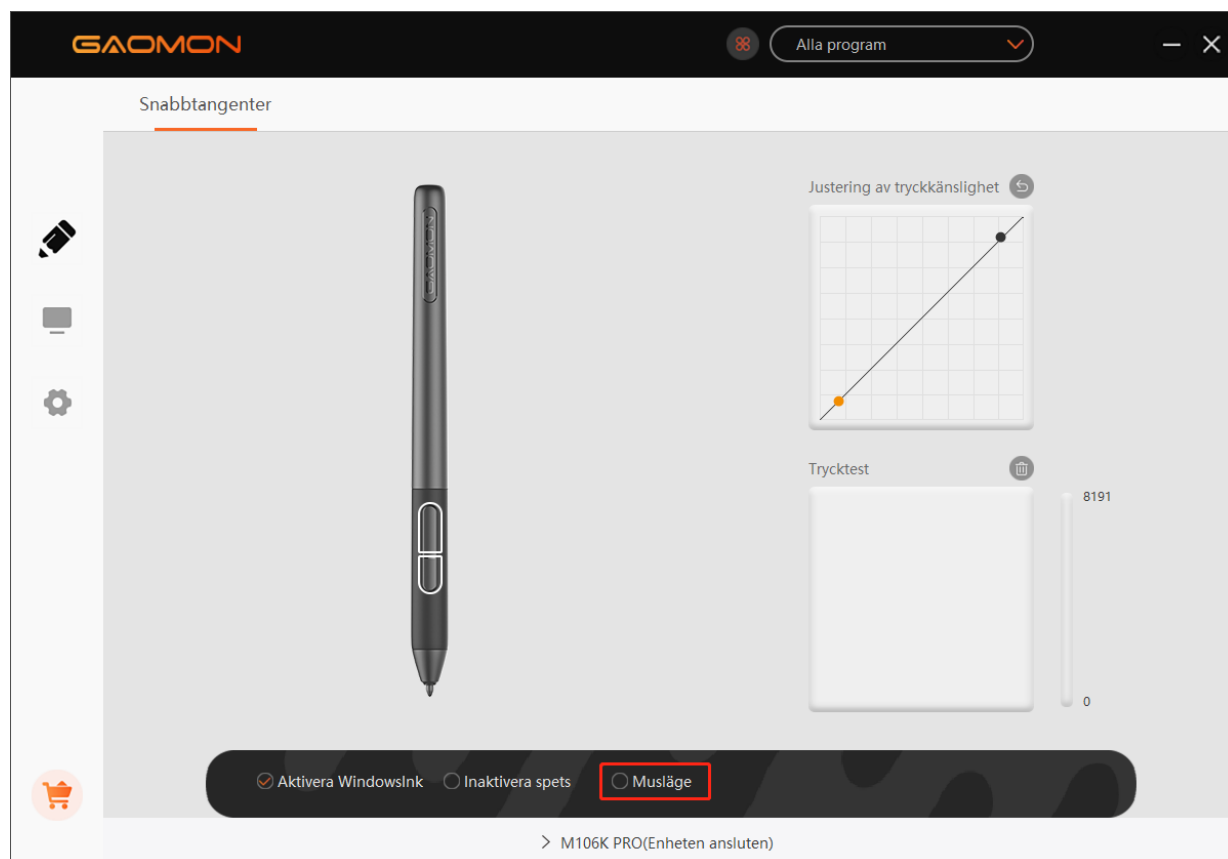 GAOMON
Alla program
Snabbtangenter
Justering av tryckkänslighet
GAOMON
Trycktest
8191
0
Aktivera WindowsInk
Inaktivera spets
Musläge
M106K PRO(Enheten ansluten)